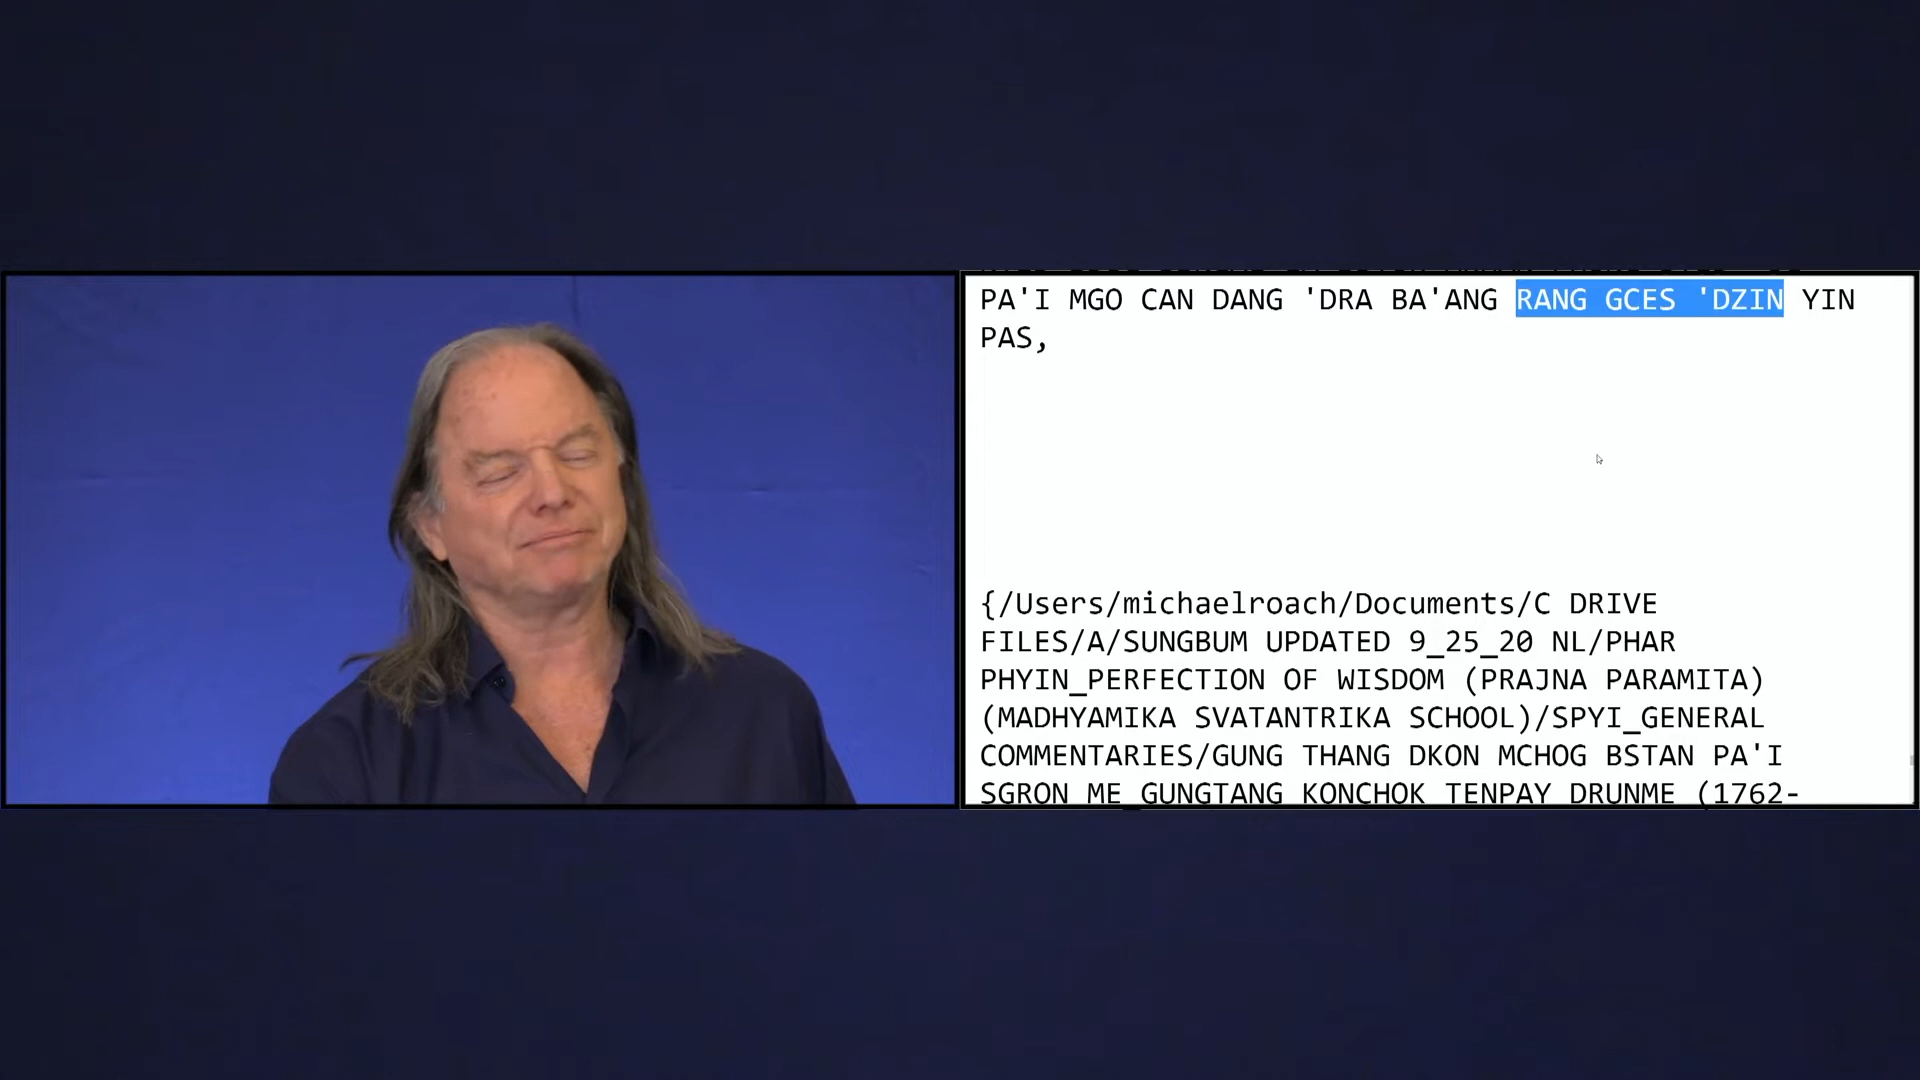 PA'I MGO CAN DANG 'DRA BA'ANG RANG GCES 'DZIN YIN
PAS,
{/Users/michaelroach/Documents/C DRIVE
FILES/A/SUNGBUM UPDATED 9_25_20 NL/PHAR
PHYIN_PERFECTION OF WISDOM (PRAJNA PARAMITA)
(MADHYAMIKA SVATANTRIKA SCHOOL)/SPYI_GENERAL
COMMENTARIES/GUNG THANG DKON MCHOG BSTAN PA'I
SGRON ME_GUNGTANG KONCHOK TENPAY DRUNME (1762-